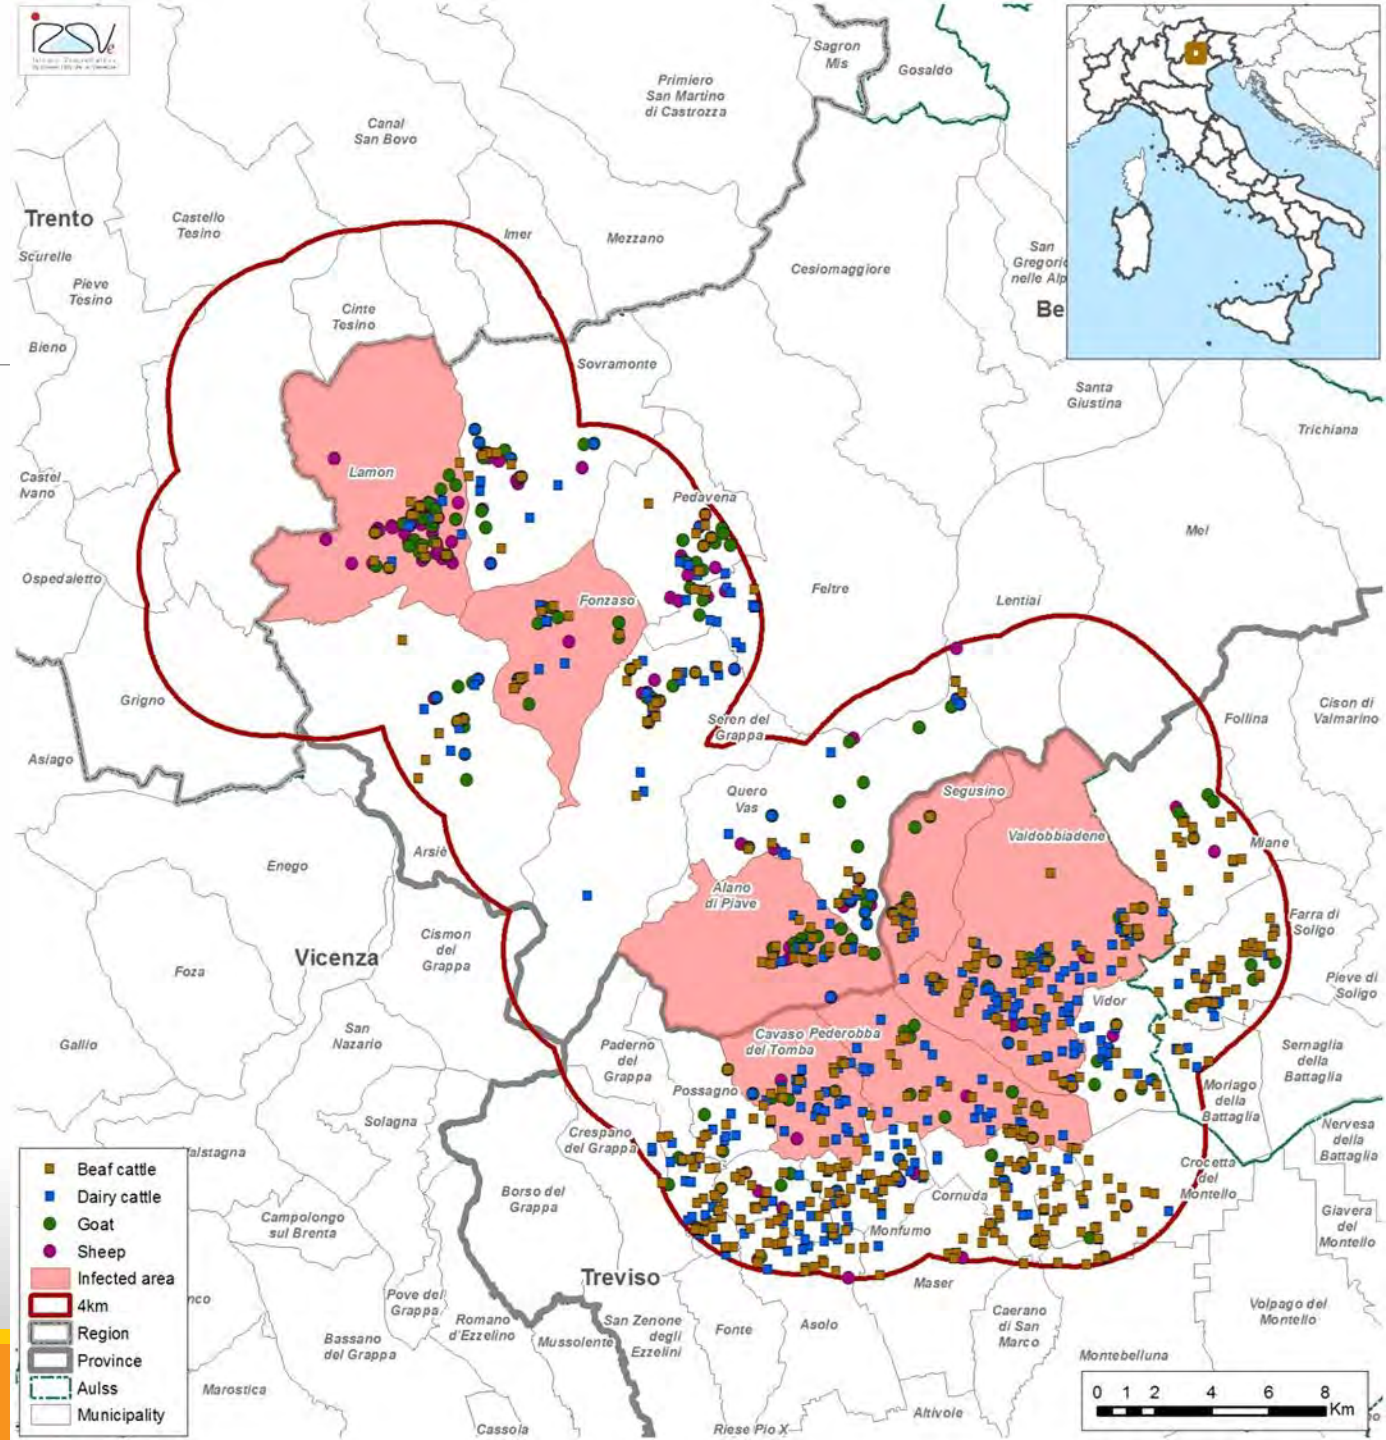 IZSVe
Sagron
Mis
Gosaldo
Primiero
San Martino
di Castrozza
Canal
San Bovo
Trento
Castello
Tesino
Imer
Mezzano
Scurelle
Pieve
Tesino
Cesiomaggiore
San
Gregorio
nelle Alp
Be
Cinte
Tesino
Bieno
Sovramonte
Santa
Giustina
Trichiana
Lamon
Castel
Ivano
Pedavena
Mel
Ospedaletto
Feltre
Fonzaso
Lentiai
Grigno
Seren del
Grappa
Follina
Cison di
Valmarino
Asiago
Quero
Vas
Segusino
Valdobbiadene
Miane
Arsiè
Enego
Alano
di Piave
Farra di
Soligo
Cismon
del
Grappa
Vicenza
Foza
Pieve di
Soligo
Vidor
San
Nazario
Gallio
Cavaso
del Tomba
Pederobba
Paderno
del
Grappa
Sernaglia
della
Battaglia
Possagno
Moriago
della
Battaglia
Solagna
Nervesa
della
Battaglia
Crespano
del Grappa
Valstagna
Crocetta
del
Montello
Borso del
Grappa
Cornuda
Campolongo
sul Brenta
Monfumo
Giavera
del
Montello
Treviso
Maser
Pove del
Grappa
nco
Romano
d'Ezzelino
San Zenone
degli
Ezzelini
Fonte
Asolo
Caerano
di San
Marco
Volpago del
Montello
Bassano
del Grappa
Mussolente
Montebelluna
Marostica
Cassola
Riese Pio X
Altivole
Beaf cattle
Dairy cattle
Goat
Sheep
Infected area
4km
Region
Province
Aulss
Municipality
0 1 2 4 6 8
Km